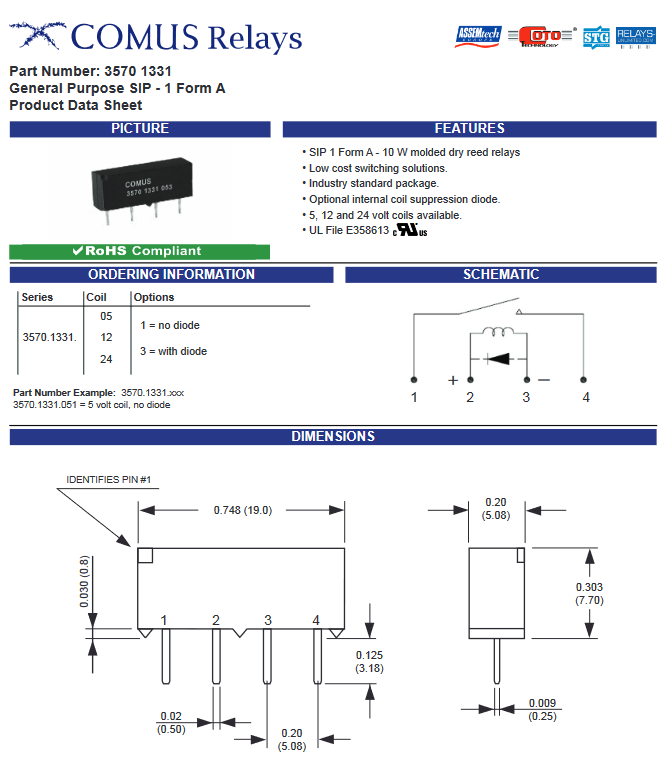 COMUS Relays
ASSEMtech
EUROPE
COTO
TECHNOLOGY
®
STG
RELAYS
UNLIMITED.DEV
Part Number: 3570 1331
General Purpose SIP - 1 Form A
Product Data Sheet
PICTURE
COMUS
3570 1331 053
✓RoHS Compliant
FEATURES
• SIP 1 Form A - 10 W molded dry reed relays
• Low cost switching solutions.
• Industry standard package.
• Optional internal coil suppression diode.
• 5, 12 and 24 volt coils available.
• UL File E358613 c RU us
ORDERING INFORMATION
Series Coil Options
05
1 = no diode
3570.1331. 12
3 = with diode
24
Part Number Example: 3570.1331.xxx
3570.1331.051 = 5 volt coil, no diode
SCHEMATIC
+ −
1 2 3 4
DIMENSIONS
IDENTIFIES PIN #1
0.748 (19.0)
0.030 (0.8)
1 2 3 4
0.125
(3.18)
0.02
(0.50)
0.20
(5.08)
0.20
(5.08)
0.303
(7.70)
0.009
(0.25)